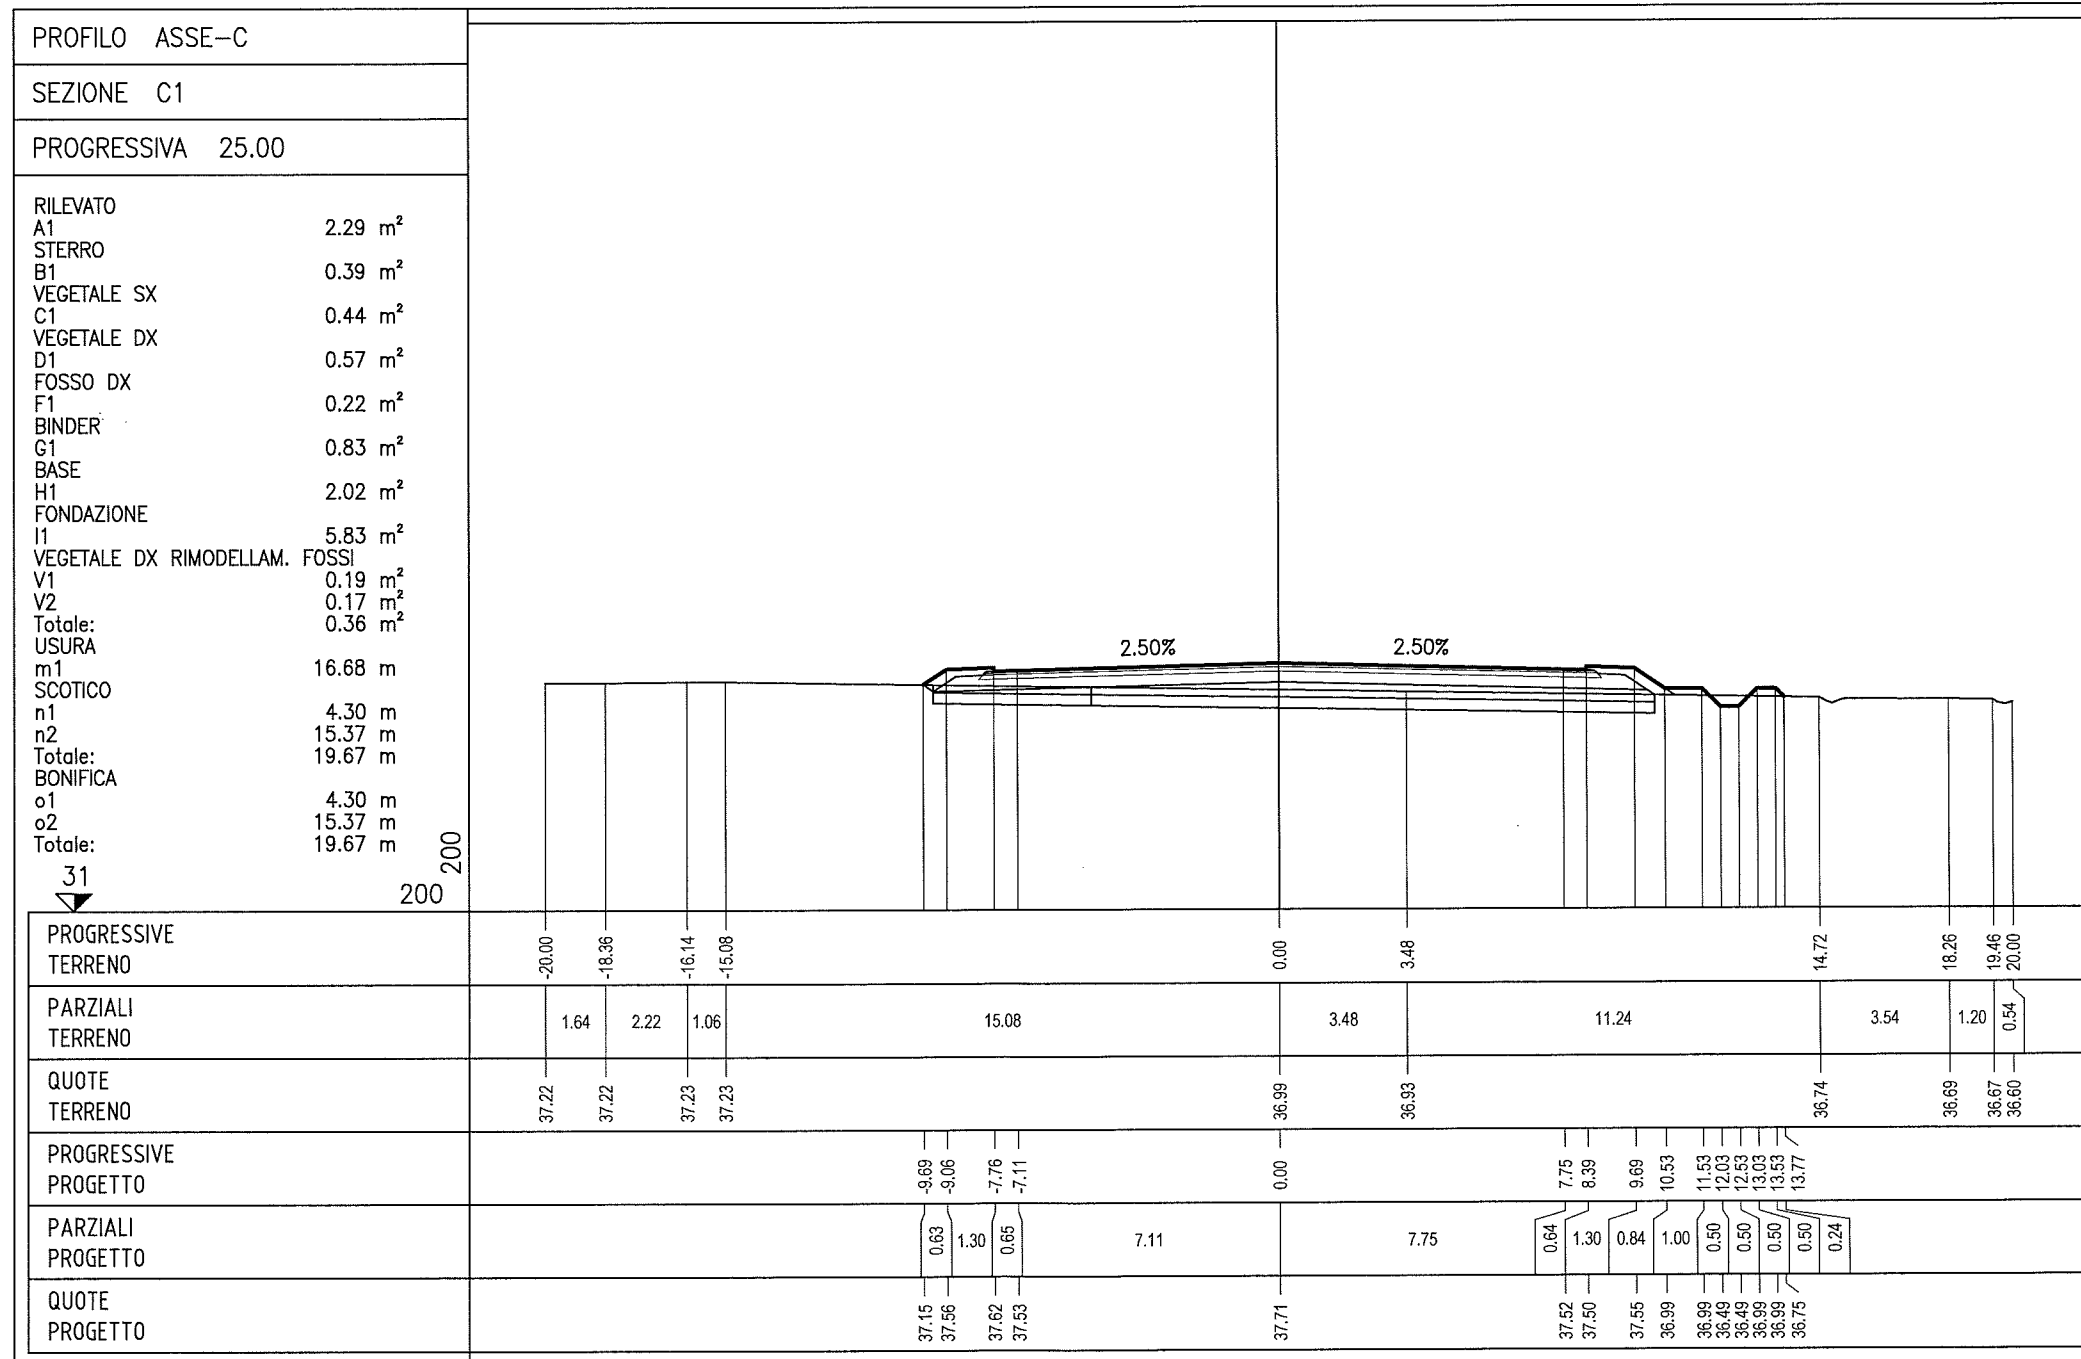 PROFILO ASSE-C
SEZIONE C1
PROGRESSIVA 25.00
RILEVATO
A1 2.29 m²
STERRO
B1 0.39 m²
VEGETALE SX
C1 0.44 m²
VEGETALE DX
D1 0.57 m²
FOSSO DX
F1 0.22 m²
BINDER
G1 0.83 m²
BASE
H1 2.02 m²
FONDAZIONE
I1 5.83 m²
VEGETALE DX RIMODELLAM. FOSSI
V1 0.19 m²
V2 0.17 m²
Totale: 0.36 m²
USURA
m1 16.68 m
SCOTICO
n1 4.30 m
n2 15.37 m
Totale: 19.67 m
BONIFICA
o1 4.30 m
o2 15.37 m
Totale: 19.67 m
31
200
200
2.50% 2.50%
PROGRESSIVE
TERRENO
-20.00 -18.36 -16.14 -15.08 0.00 3.48 14.72 18.26 19.46 20.00
PARZIALI
TERRENO
1.64 2.22 1.06 15.08 3.48 11.24 3.54 1.20 0.54
QUOTE
TERRENO
37.22 37.22 37.23 37.23 36.99 36.93 36.74 36.69 36.67 36.60
PROGRESSIVE
PROGETTO
-9.69 -9.06 -7.76 -7.11 0.00 7.75 8.39 9.69 10.53 11.53 12.03 12.53 13.03 13.53 13.77
PARZIALI
PROGETTO
0.63 1.30 0.65 7.11 7.75 0.64 1.30 0.84 1.00 0.50 0.50 0.50 0.50 0.24
QUOTE
PROGETTO
37.15 37.56 37.62 37.53 37.71 37.52 37.50 37.55 36.99 36.99 36.49 36.49 36.99 36.99 36.75